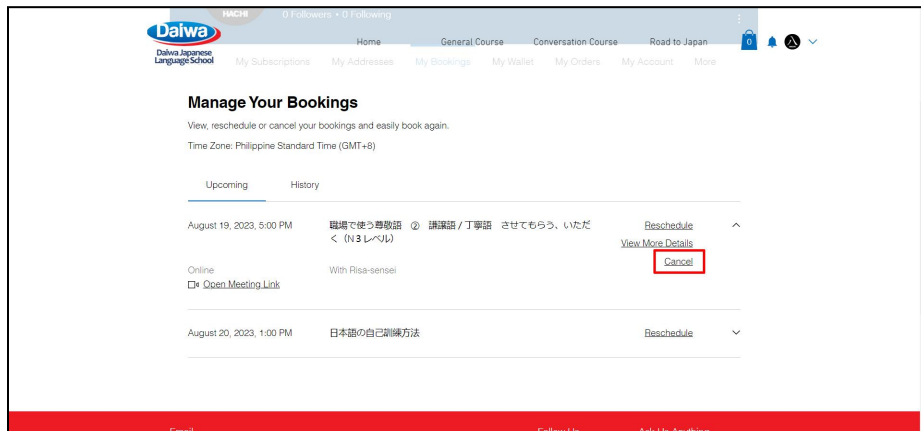 HACHI 0 Followers • 0 Following
Daiwa
Daiwa Japanese
Language School
Home General Course Conversation Course Road to Japan 0
My Subscriptions My Addresses My Bookings My Wallet My Orders My Account More
Manage Your Bookings
View, reschedule or cancel your bookings and easily book again.
Time Zone: Philippine Standard Time (GMT+8)
Upcoming History
August 19, 2023, 5:00 PM 職場で使う尊敬語 ② 謙譲語/丁寧語 させてもらう、いただ Reschedule
く(N3レベル) View More Details
Cancel
Online With Risa-sensei
Open Meeting Link
August 20, 2023, 1:00 PM 日本語の自己訓練方法 Reschedule
Email Follow Us Ask Us Anything